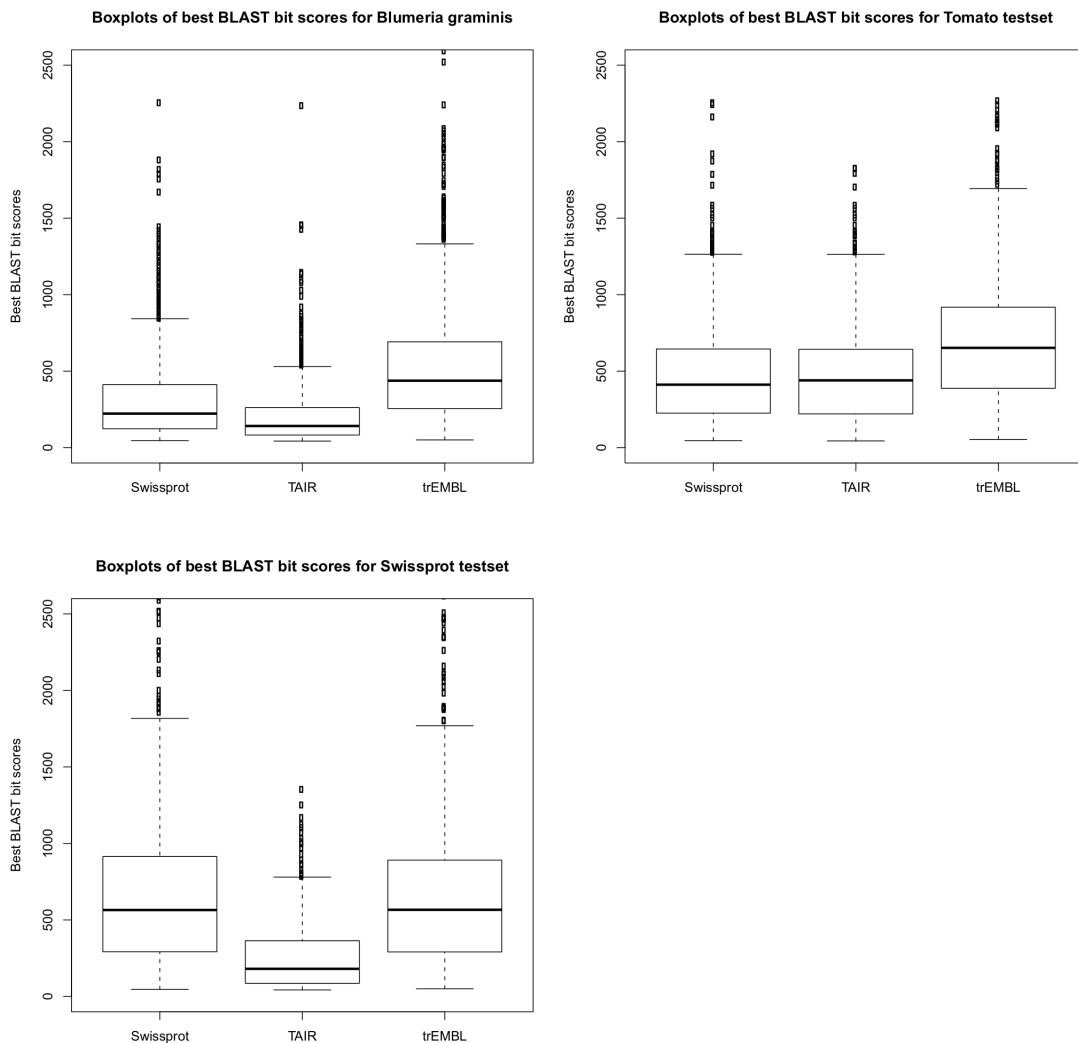 Boxplots of best BLAST bit scores for Blumeria graminis
Best BLAST bit scores
2500
2000
1500
1000
500
0
Swissprot TAIR trEMBL
Boxplots of best BLAST bit scores for Tomato testset
Best BLAST bit scores
2500
2000
1500
1000
500
0
Swissprot TAIR trEMBL
Boxplots of best BLAST bit scores for Swissprot testset
Best BLAST bit scores
2500
2000
1500
1000
500
0
Swissprot TAIR trEMBL